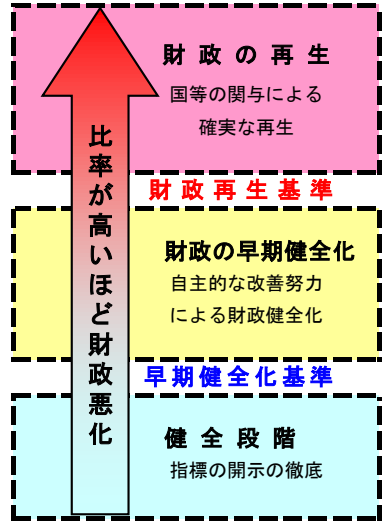 財政の再生
国等の関与による
確実な再生
財政再生基準
財政の早期健全化
自主的な改善努力
による財政健全化
早期健全化基準
健全段階
指標の開示の徹底
比率が高いほど財政悪化